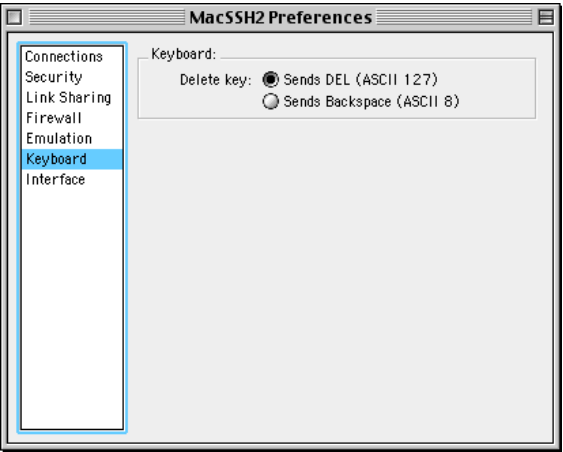 MacSSH2 Preferences
Connections
Security
Link Sharing
Firewall
Emulation
Keyboard
Interface
Keyboard:
Delete key: Sends DEL (ASCII 127)
Sends Backspace (ASCII 8)